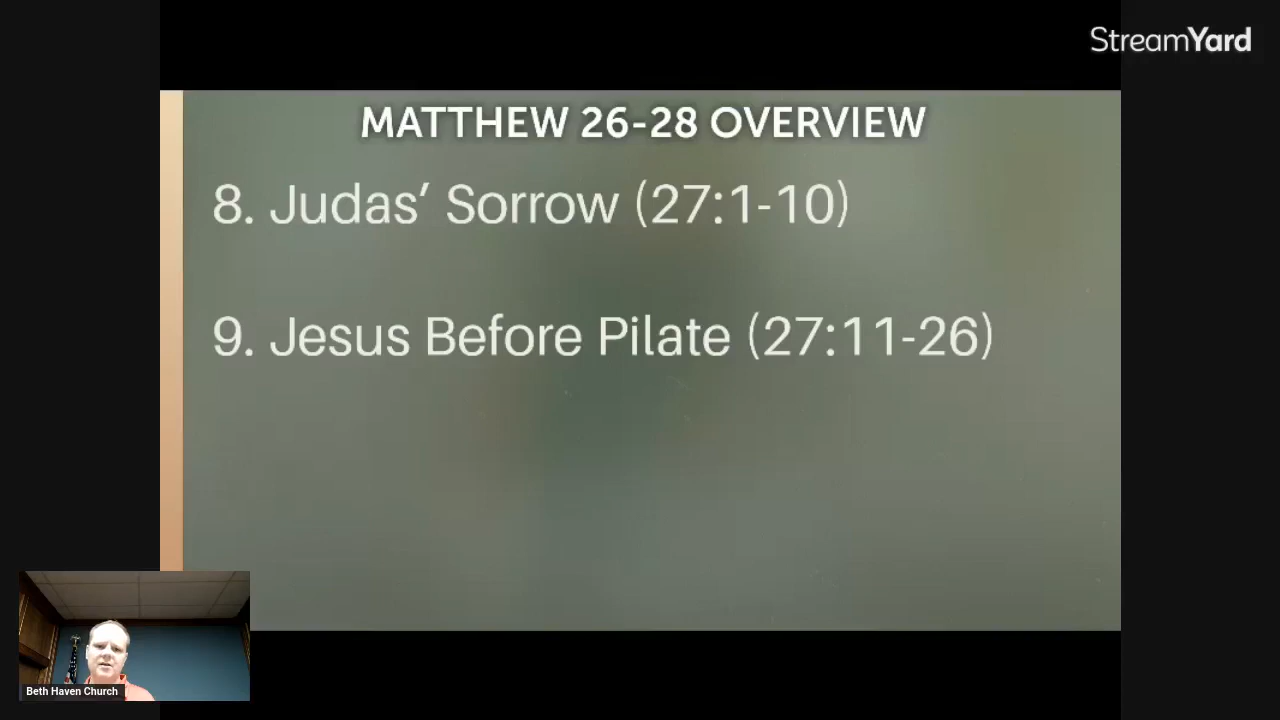 StreamYard
MATTHEW 26-28 OVERVIEW
8. Judas’ Sorrow (27:1-10)
9. Jesus Before Pilate (27:11-26)
Beth Haven Church